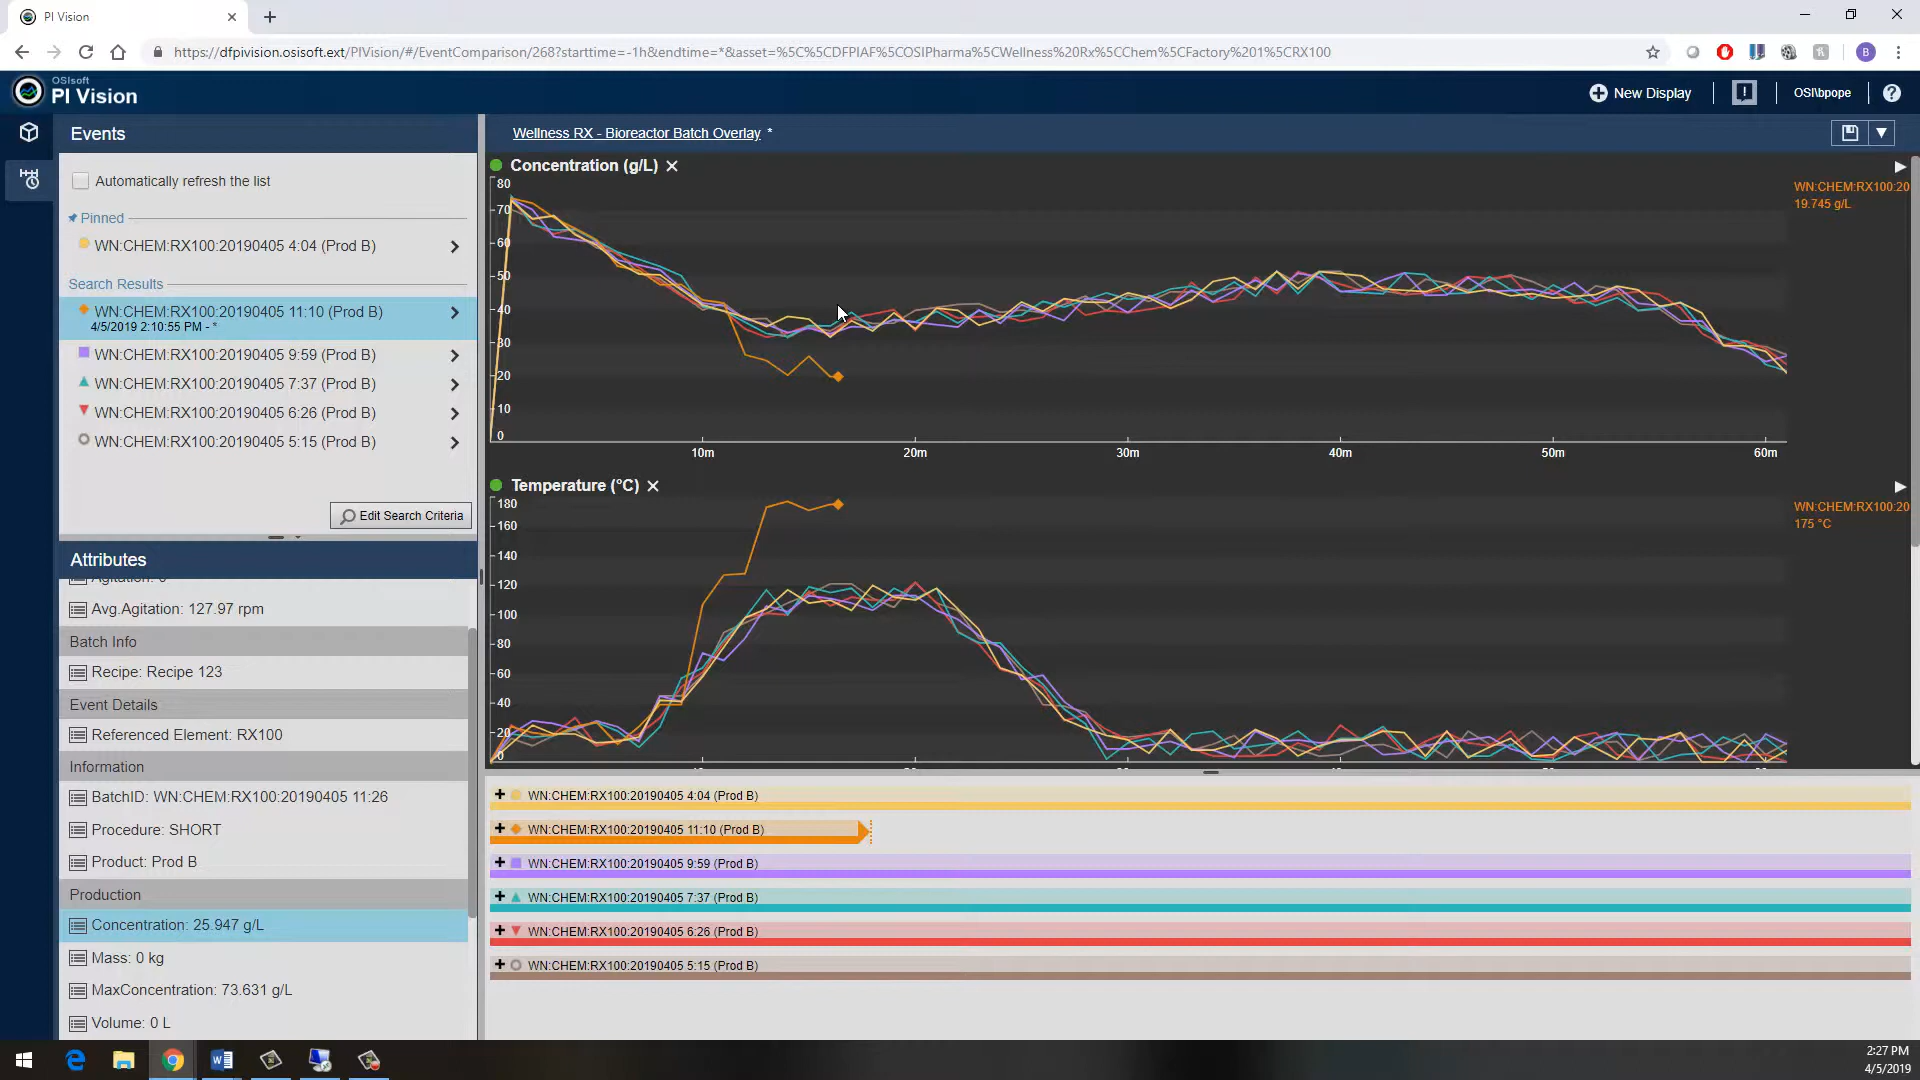 PI Vision
https://dfpivision.osisoft.ext/PIVision/#/EventComparison/268?starttime=-1h&endtime=*&asset=%5C%5CDFPIAF%5COSIPharma%5CWellness%20Rx%5CChem%5CFactory%201%5CRX100
B
OSIsoft
PI Vision
New Display
OSI\bpope
Events
Automatically refresh the list
Pinned
WN:CHEM:RX100:20190405 4:04 (Prod B)
Search Results
WN:CHEM:RX100:20190405 11:10 (Prod B)
4/5/2019 2:10:55 PM - *
WN:CHEM:RX100:20190405 9:59 (Prod B)
WN:CHEM:RX100:20190405 7:37 (Prod B)
WN:CHEM:RX100:20190405 6:26 (Prod B)
WN:CHEM:RX100:20190405 5:15 (Prod B)
Edit Search Criteria
Attributes
Avg.Agitation: 127.97 rpm
Batch Info
Recipe: Recipe 123
Event Details
Referenced Element: RX100
Information
BatchID: WN:CHEM:RX100:20190405 11:26
Procedure: SHORT
Product: Prod B
Production
Concentration: 25.947 g/L
Mass: 0 kg
MaxConcentration: 73.631 g/L
Volume: 0 L
Wellness RX - Bioreactor Batch Overlay *
Concentration (g/L)
80
70
60
50
40
30
20
10
0
10m 20m 30m 40m 50m 60m
WN:CHEM:RX100:20
19.745 g/L
Temperature (°C)
180
160
140
120
100
80
60
40
20
0
WN:CHEM:RX100:20
175 °C
WN:CHEM:RX100:20190405 4:04 (Prod B)
WN:CHEM:RX100:20190405 11:10 (Prod B)
WN:CHEM:RX100:20190405 9:59 (Prod B)
WN:CHEM:RX100:20190405 7:37 (Prod B)
WN:CHEM:RX100:20190405 6:26 (Prod B)
WN:CHEM:RX100:20190405 5:15 (Prod B)
2:27 PM
4/5/2019